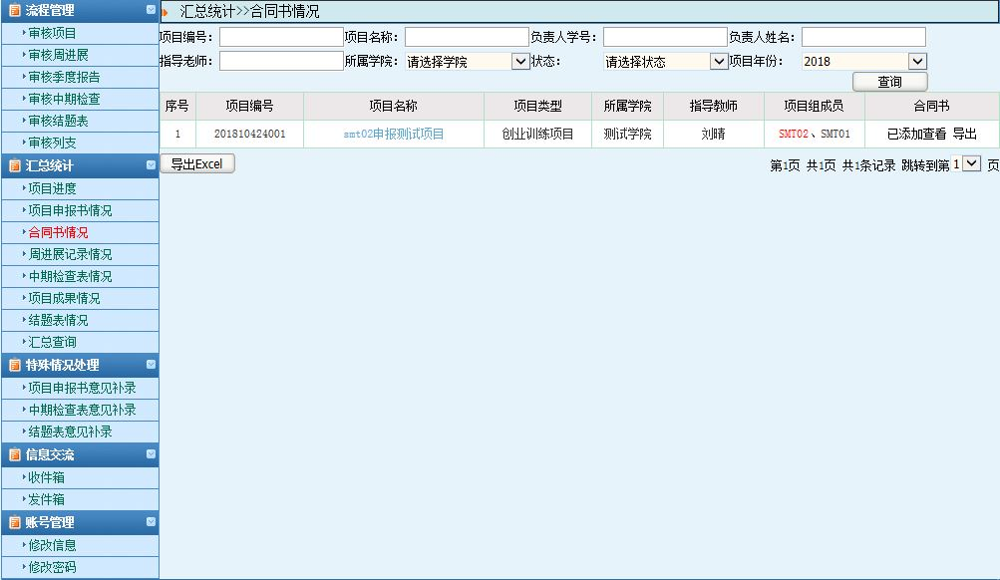 流程管理
审核项目
审核周进展
审核季度报告
审核中期检查
审核结题表
审核列支
汇总统计
项目进度
项目申报书情况
合同书情况
周进展记录情况
中期检查表情况
项目成果情况
结题表情况
汇总查询
特殊情况处理
项目申报书意见补录
中期检查表意见补录
结题表意见补录
信息交流
收件箱
发件箱
账号管理
修改信息
修改密码
汇总统计>>合同书情况
项目编号： 项目名称： 负责人学号： 负责人姓名：
指导老师： 所属学院： 请选择学院 状态： 请选择状态 项目年份： 2018
查询
序号 项目编号 项目名称 项目类型 所属学院 指导教师 项目组成员 合同书
1 201810424001 smt02申报测试项目 创业训练项目 测试学院 刘晴 SMT02、SMT01 已添加查看 导出
导出Excel 第1页 共1页 共1条记录 跳转到第 1 页